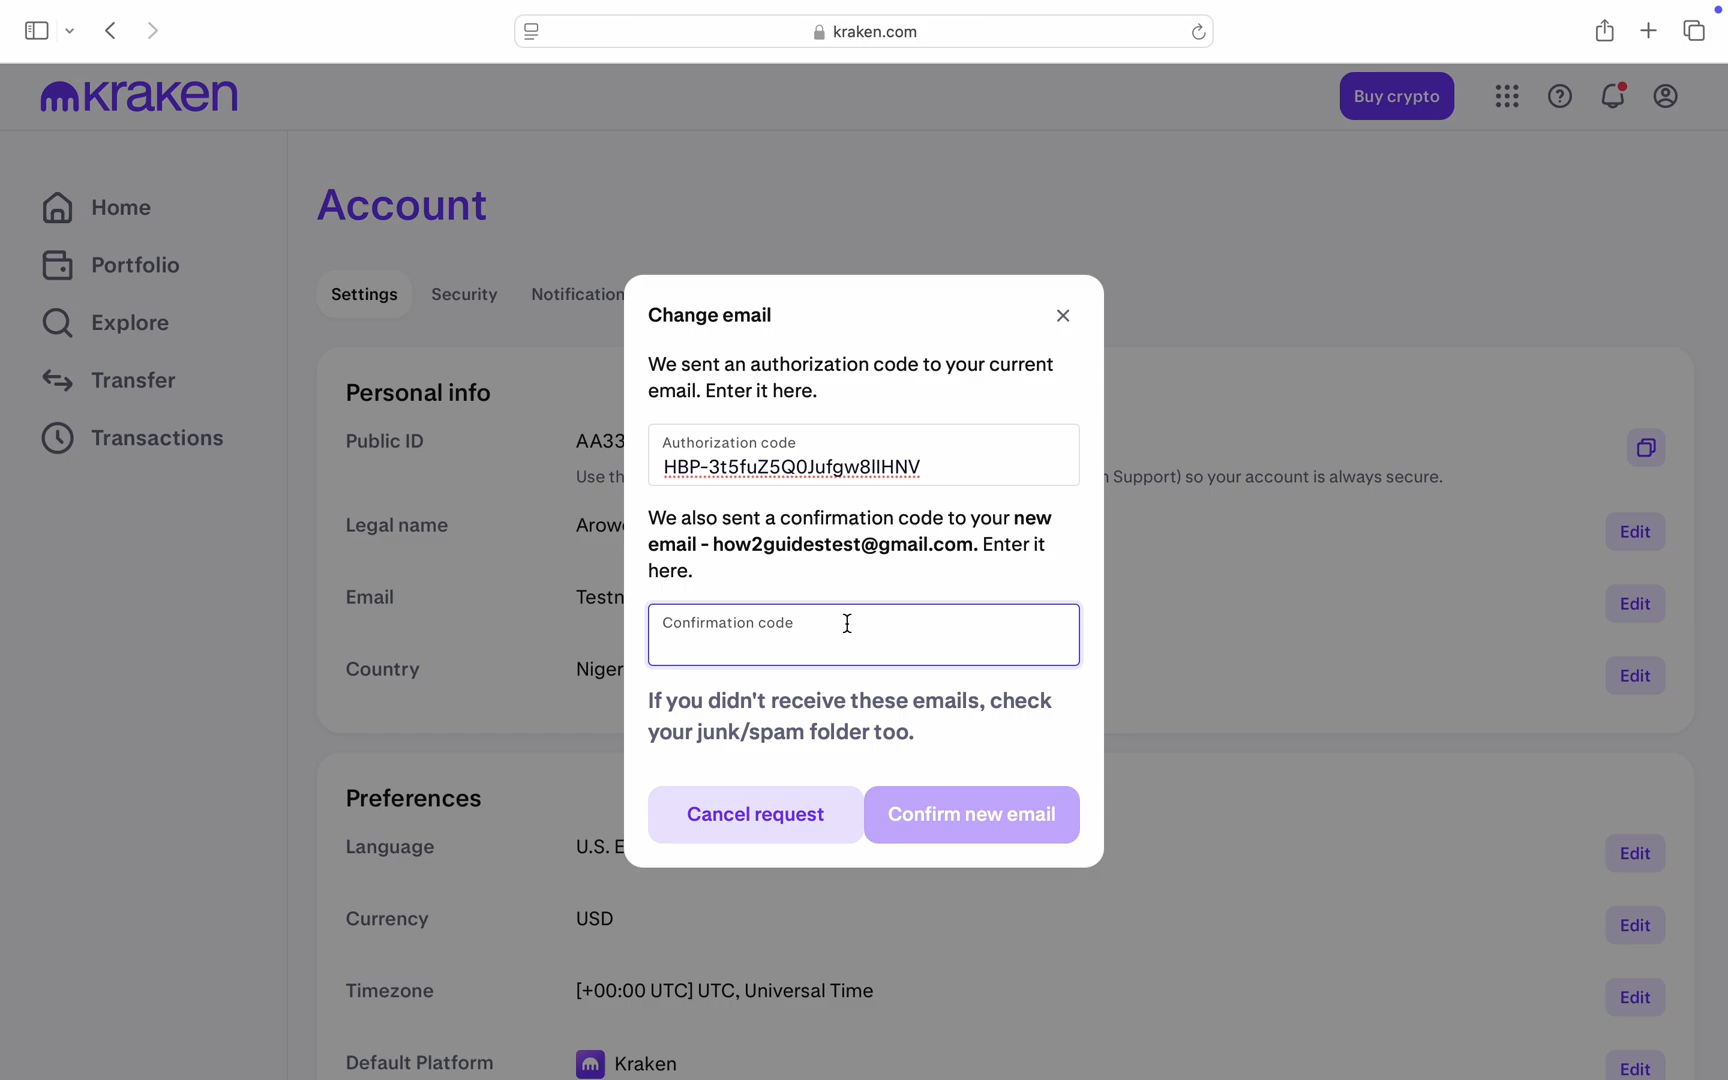 kraken.com
kraken
Buy crypto
Home
Portfolio
Explore
Transfer
Transactions
Account
Settings Security Notification
Personal info
Public ID AA33
Use th
n Support) so your account is always secure.
Legal name Arow
Edit
Email Testn
Edit
Country Niger
Edit
Change email
We sent an authorization code to your current
email. Enter it here.
Authorization code
HBP-3t5fuZ5Q0Jufgw8lIHNV
We also sent a confirmation code to your new
email - how2guidestest@gmail.com. Enter it
here.
Confirmation code
If you didn't receive these emails, check
your junk/spam folder too.
Cancel request Confirm new email
Preferences
Language U.S. E
Edit
Currency USD
Edit
Timezone [+00:00 UTC] UTC, Universal Time
Edit
Default Platform Kraken
Edit